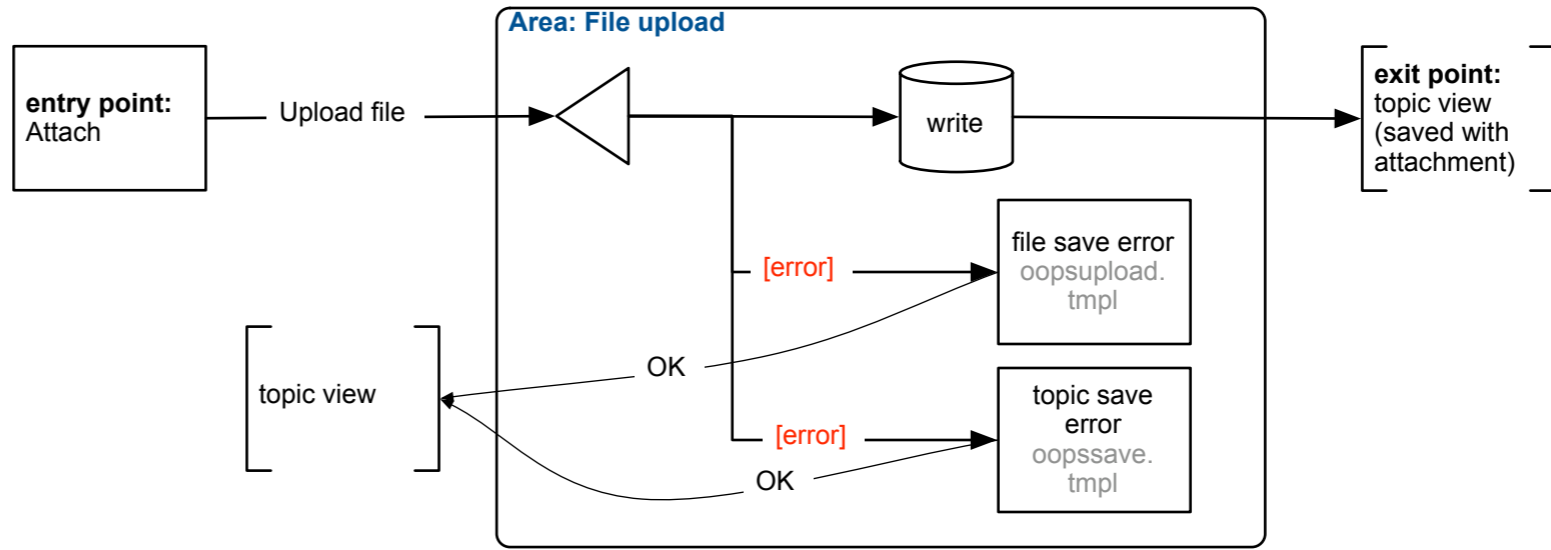 Area: File upload
entry point:
Attach
Upload file
write
exit point:
topic view
(saved with
attachment)
[error]
file save error
oopsupload.
tmpl
OK
topic view
[error]
topic save
error
oopssave.
tmpl
OK